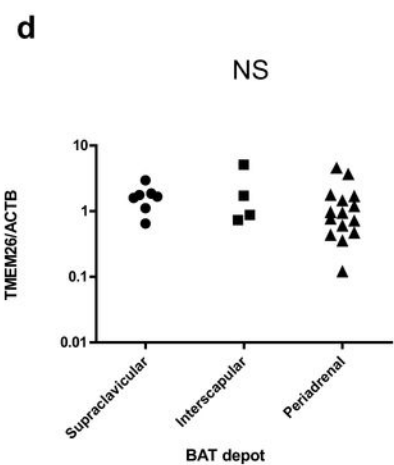 d
NS
TMEM26/ACTB
10
1
0.1
0.01
Supraclavicular
Interscapular
Periadrenal
BAT depot